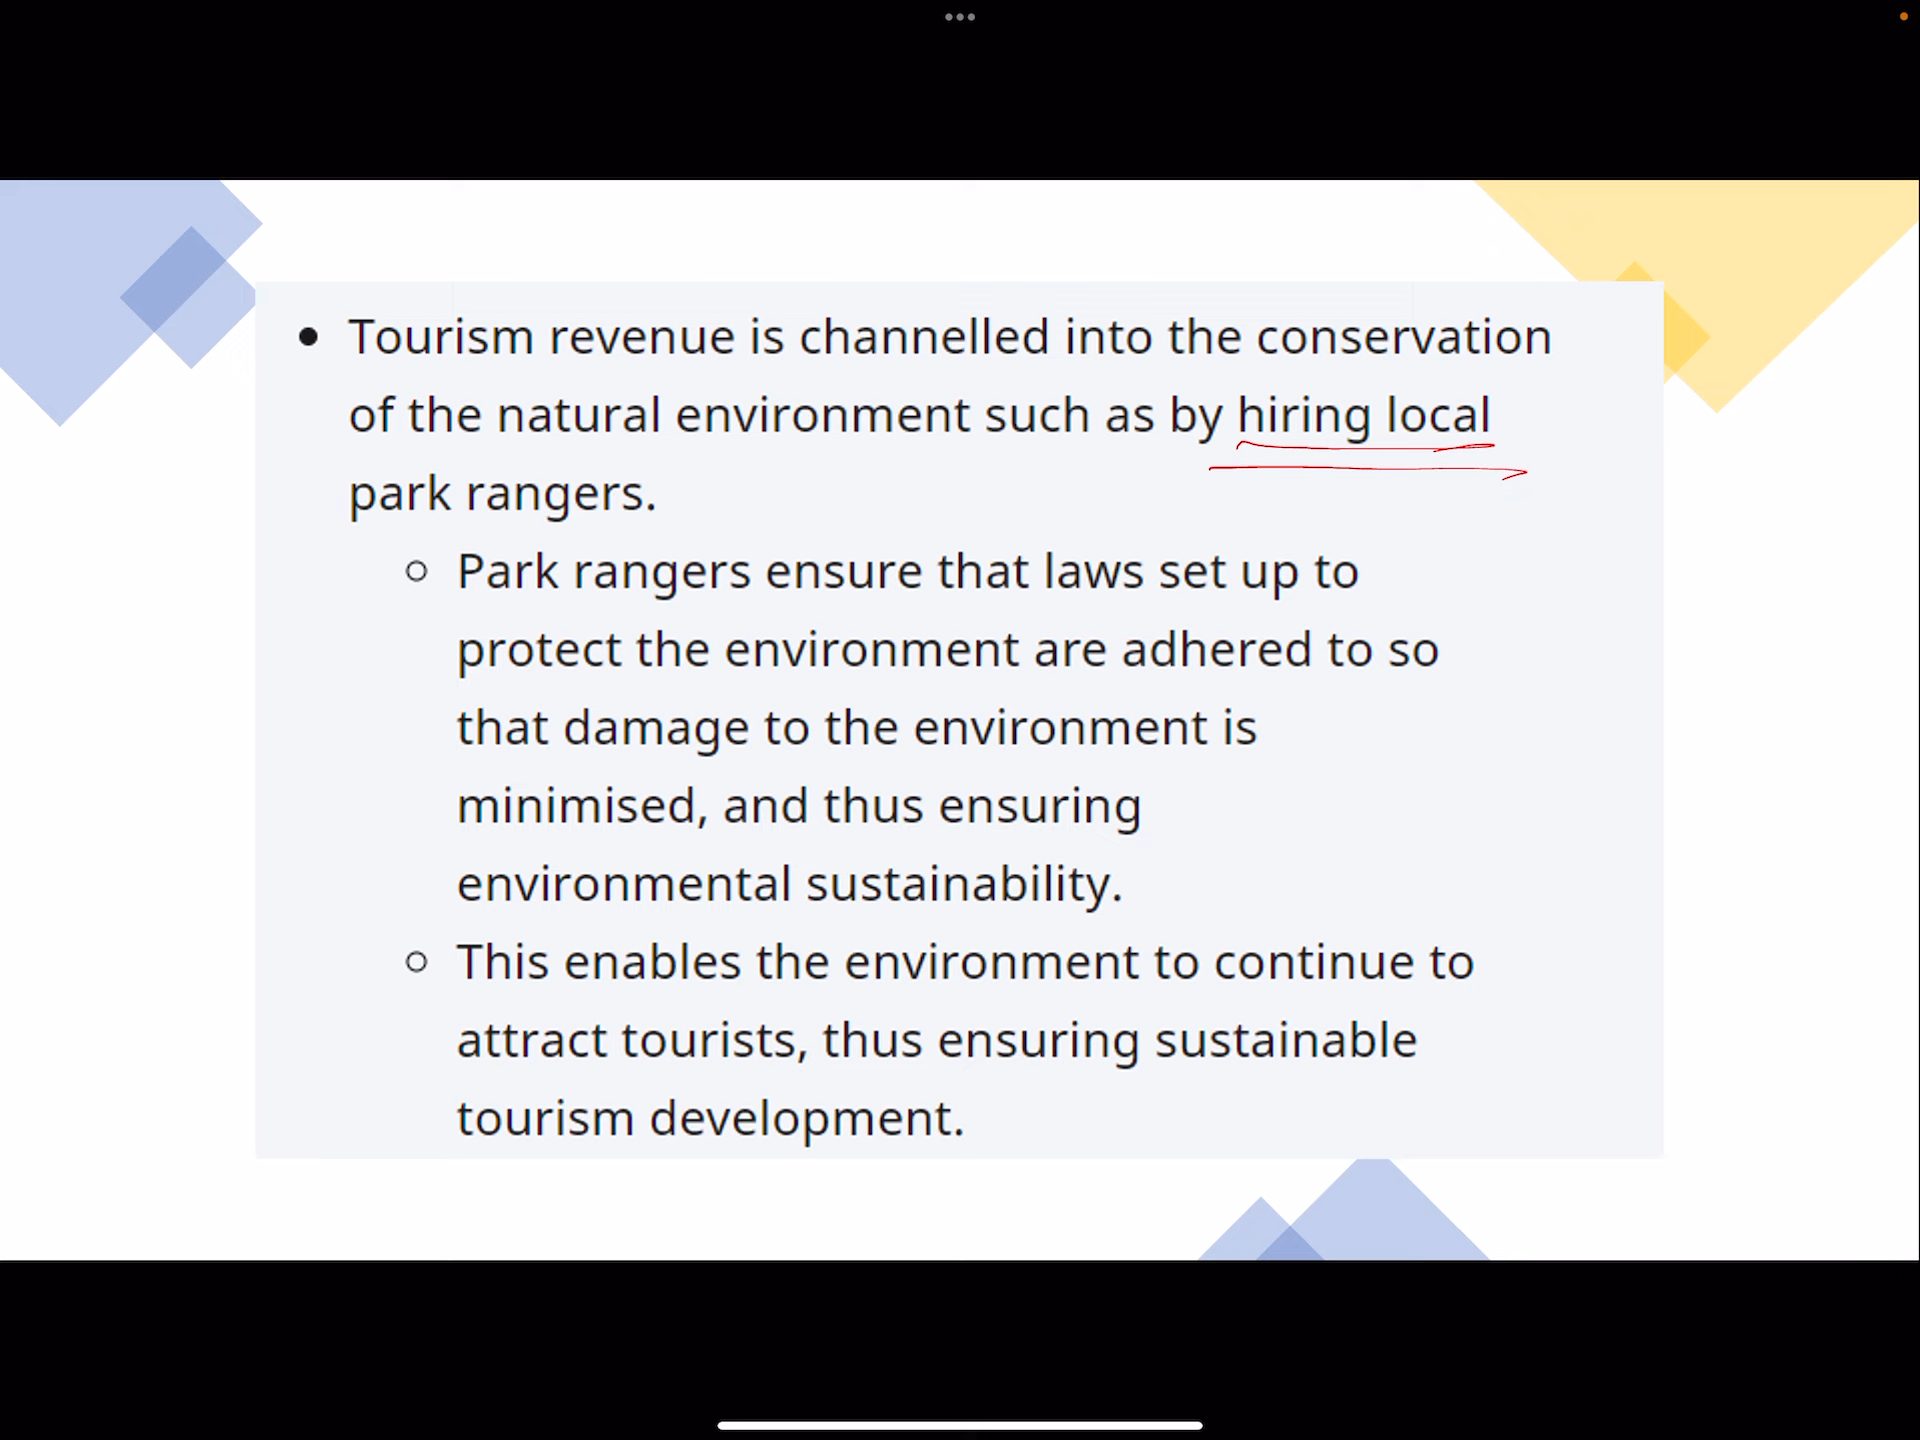 • Tourism revenue is channelled into the conservation
of the natural environment such as by hiring local
park rangers.
○ Park rangers ensure that laws set up to
protect the environment are adhered to so
that damage to the environment is
minimised, and thus ensuring
environmental sustainability.
○ This enables the environment to continue to
attract tourists, thus ensuring sustainable
tourism development.